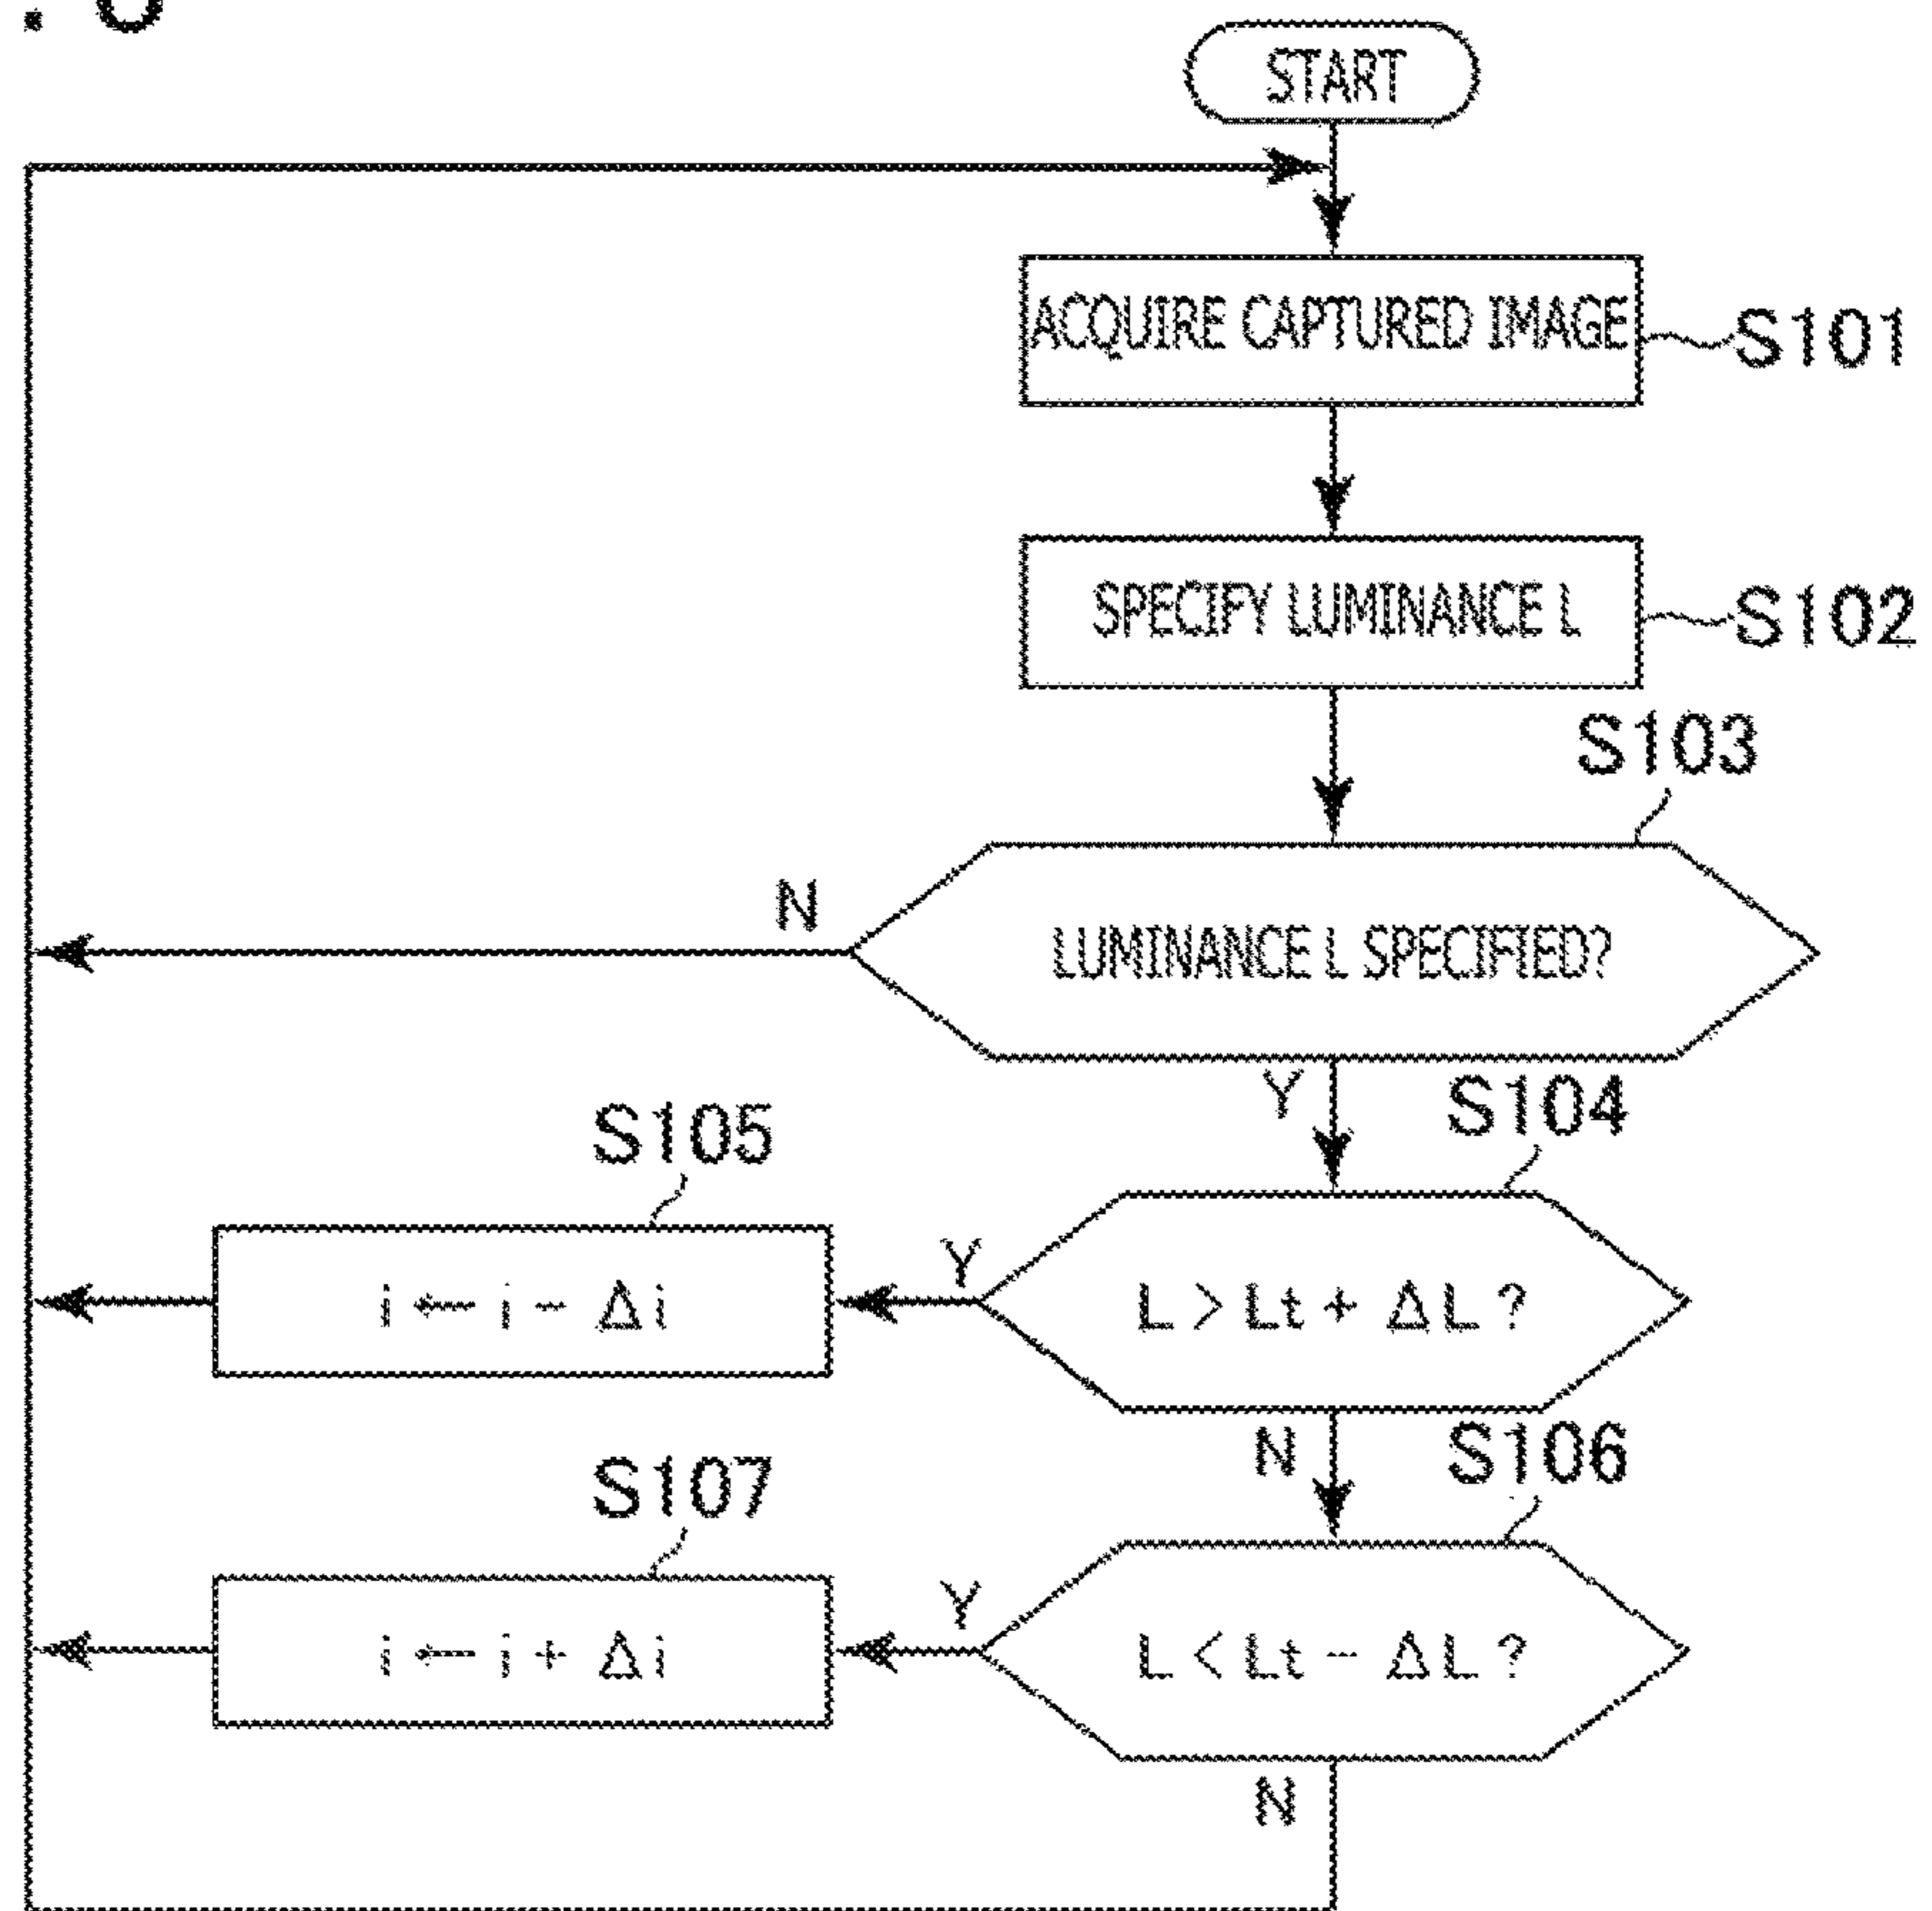 START
ACQUIRE CAPTURED IMAGE
S101
SPECIFY LUMINANCE L
S102
S103
N
LUMINANCE L SPECIFIED?
Y
S104
S105
Y
i ← i - Δi
L > Lt + ΔL ?
N
S106
S107
Y
i ← i + Δi
L < Lt - ΔL ?
N